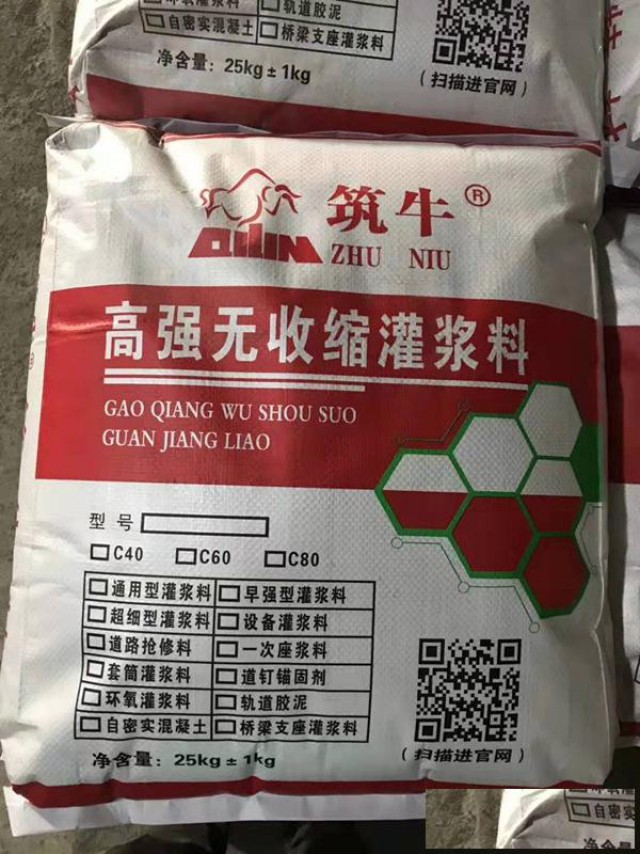 轨道胶泥
自密实混凝土 桥梁支座灌浆料
净含量：25kg±1kg
(扫描进官网)
筑牛®
ZHU NIU
高强无收缩灌浆料
GAO QIANG WU SHOU SUO
GUAN JIANG LIAO
型号
C40 C60 C80
通用型灌浆料 早强型灌浆料
超细型灌浆料 设备灌浆料
道路抢修料 一次座浆料
套筒灌浆料 道钉锚固剂
环氧灌浆料 轨道胶泥
自密实混凝土 桥梁支座灌浆料
净含量：25kg±1kg
(扫描进官网)
自密实